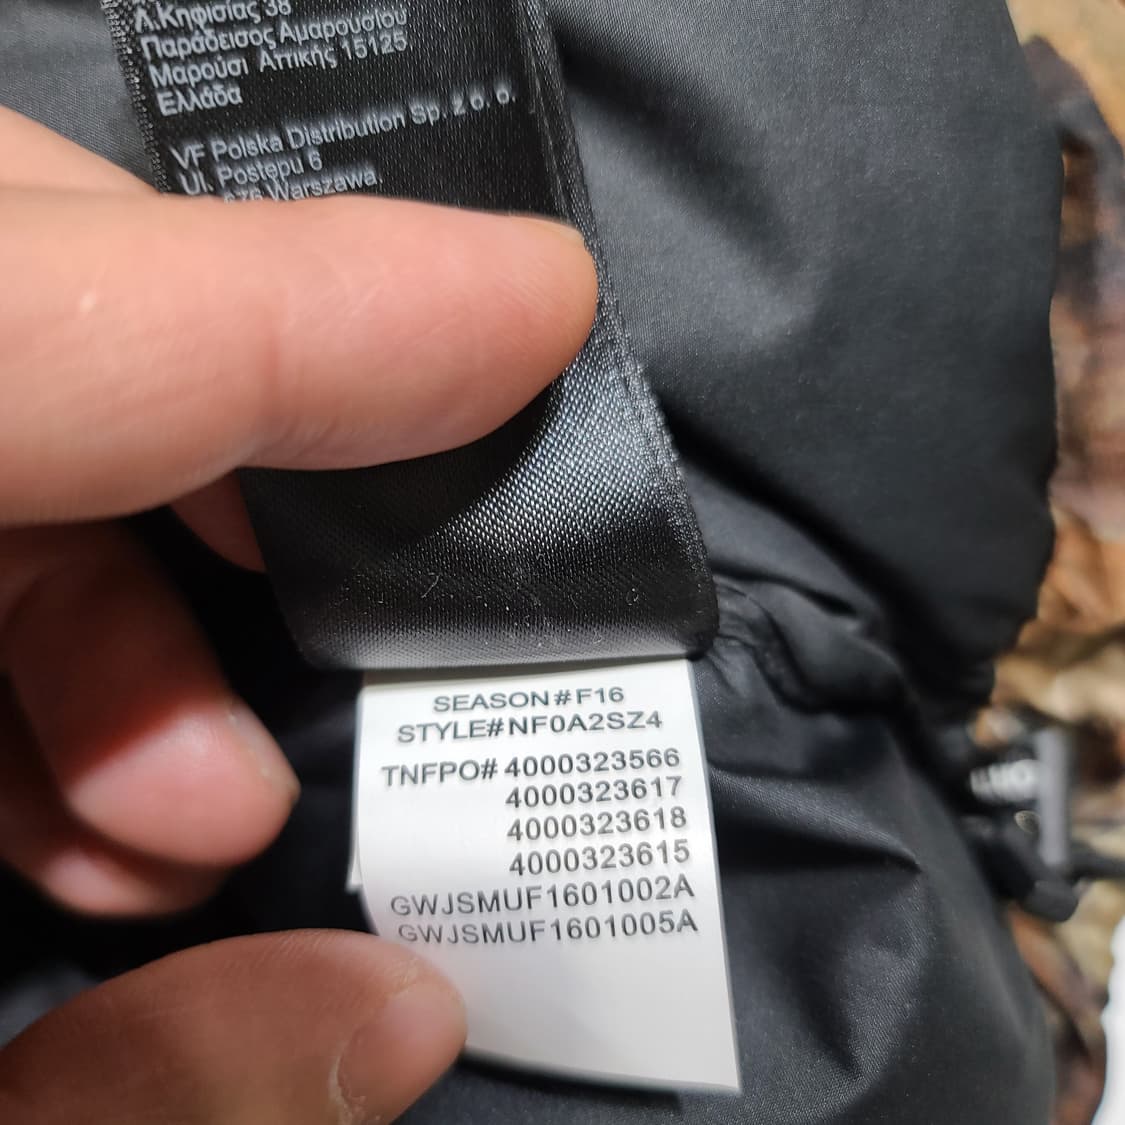 Λ.Κηφισίας 38
Παράδεισος Αμαρουσίου
Μαρούσι Αττικής 15125
Ελλάδα
VF Polska Distribution Sp. z o. o.
Ul. Postępu 6
Warszawa,
SEASON#F16
STYLE#NF0A2SZ4
TNFPO# 4000323566
4000323617
4000323618
4000323615
GWJSMUF1601002A
GWJSMUF1601005A